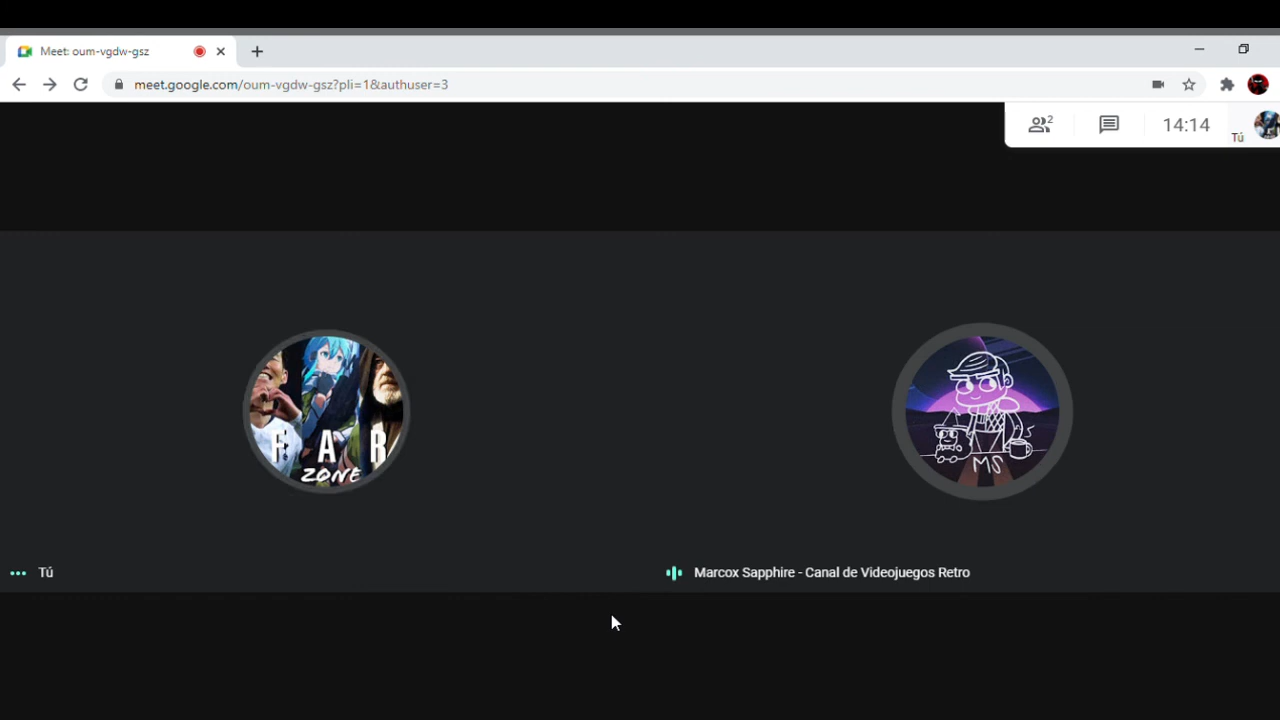 Meet: oum-vgdw-gsz
meet.google.com/oum-vgdw-gsz?pli=1&authuser=3
2
14:14
Tú
F A R
ZONE
MS
Tú
Marcox Sapphire - Canal de Videojuegos Retro